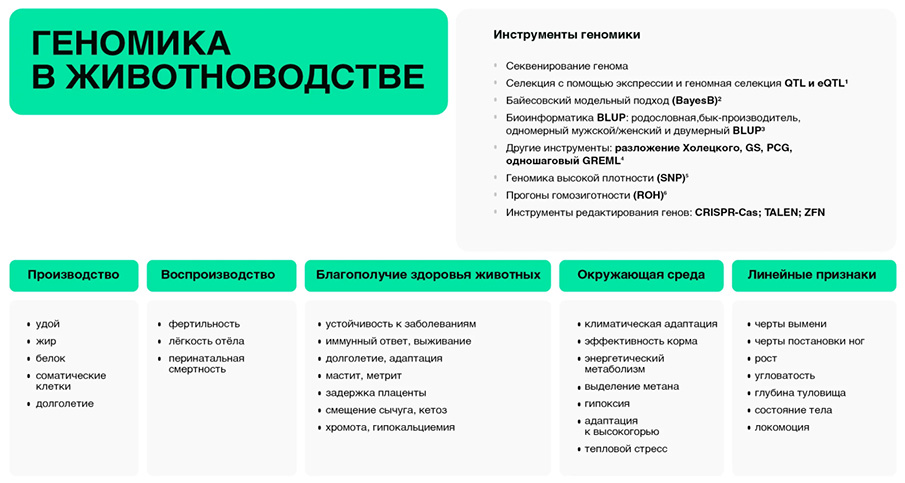 ГЕНОМИКА
В ЖИВОТНОВОДСТВЕ
Инструменты геномики
Секвенирование генома
Селекция с помощью экспрессии и геномная селекция QTL и eQTL¹
Байесовский модельный подход (BayesB)²
Биоинформатика BLUP: родословная,бык-производитель,
одномерный мужской/женский и двумерный BLUP³
Другие инструменты: разложение Холецкого, GS, PCG,
одношаговый GREML⁴
Геномика высокой плотности (SNP)⁵
Прогоны гомозиготности (ROH)⁶
Инструменты редактирования генов: CRISPR-Cas; TALEN; ZFN
Производство
удой
жир
белок
соматические
клетки
долголетие
Воспроизводство
фертильность
лёгкость отёла
перинатальная
смертность
Благополучие здоровья животных
устойчивость к заболеваниям
иммунный ответ, выживание
долголетие, адаптация
мастит, метрит
задержка плаценты
смещение сычуга, кетоз
хромота, гипокальциемия
Окружающая среда
климатическая адаптация
эффективность корма
энергетический
метаболизм
выделение метана
гипоксия
адаптация
к высокогорью
тепловой стресс
Линейные признаки
черты вымени
черты постановки ног
рост
угловатость
глубина туловища
состояние тела
локомоция